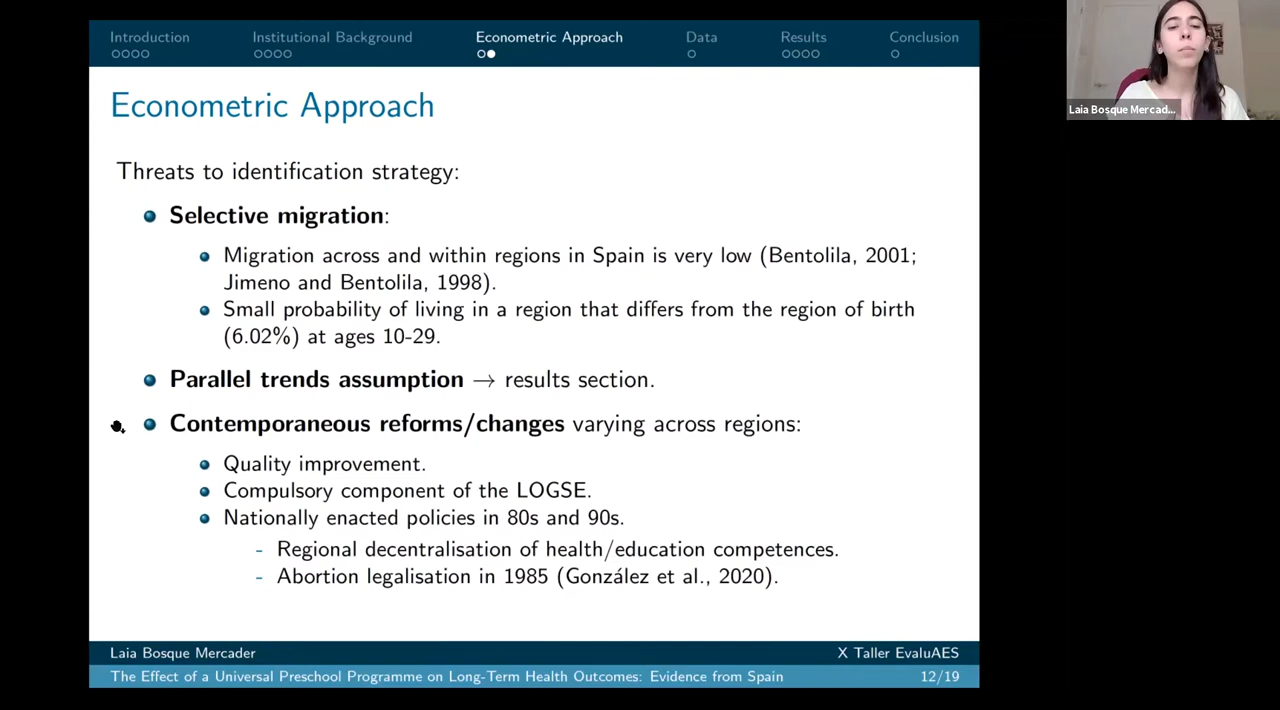 Introduction Institutional Background Econometric Approach Data Results Conclusion
Econometric Approach
Threats to identification strategy:
Selective migration:
Migration across and within regions in Spain is very low (Bentolila, 2001;
Jimeno and Bentolila, 1998).
Small probability of living in a region that differs from the region of birth
(6.02%) at ages 10-29.
Parallel trends assumption → results section.
Contemporaneous reforms/changes varying across regions:
Quality improvement.
Compulsory component of the LOGSE.
Nationally enacted policies in 80s and 90s.
- Regional decentralisation of health/education competences.
- Abortion legalisation in 1985 (González et al., 2020).
Laia Bosque Mercader X Taller EvaluAES
The Effect of a Universal Preschool Programme on Long-Term Health Outcomes: Evidence from Spain 12/19
Laia Bosque Mercad...